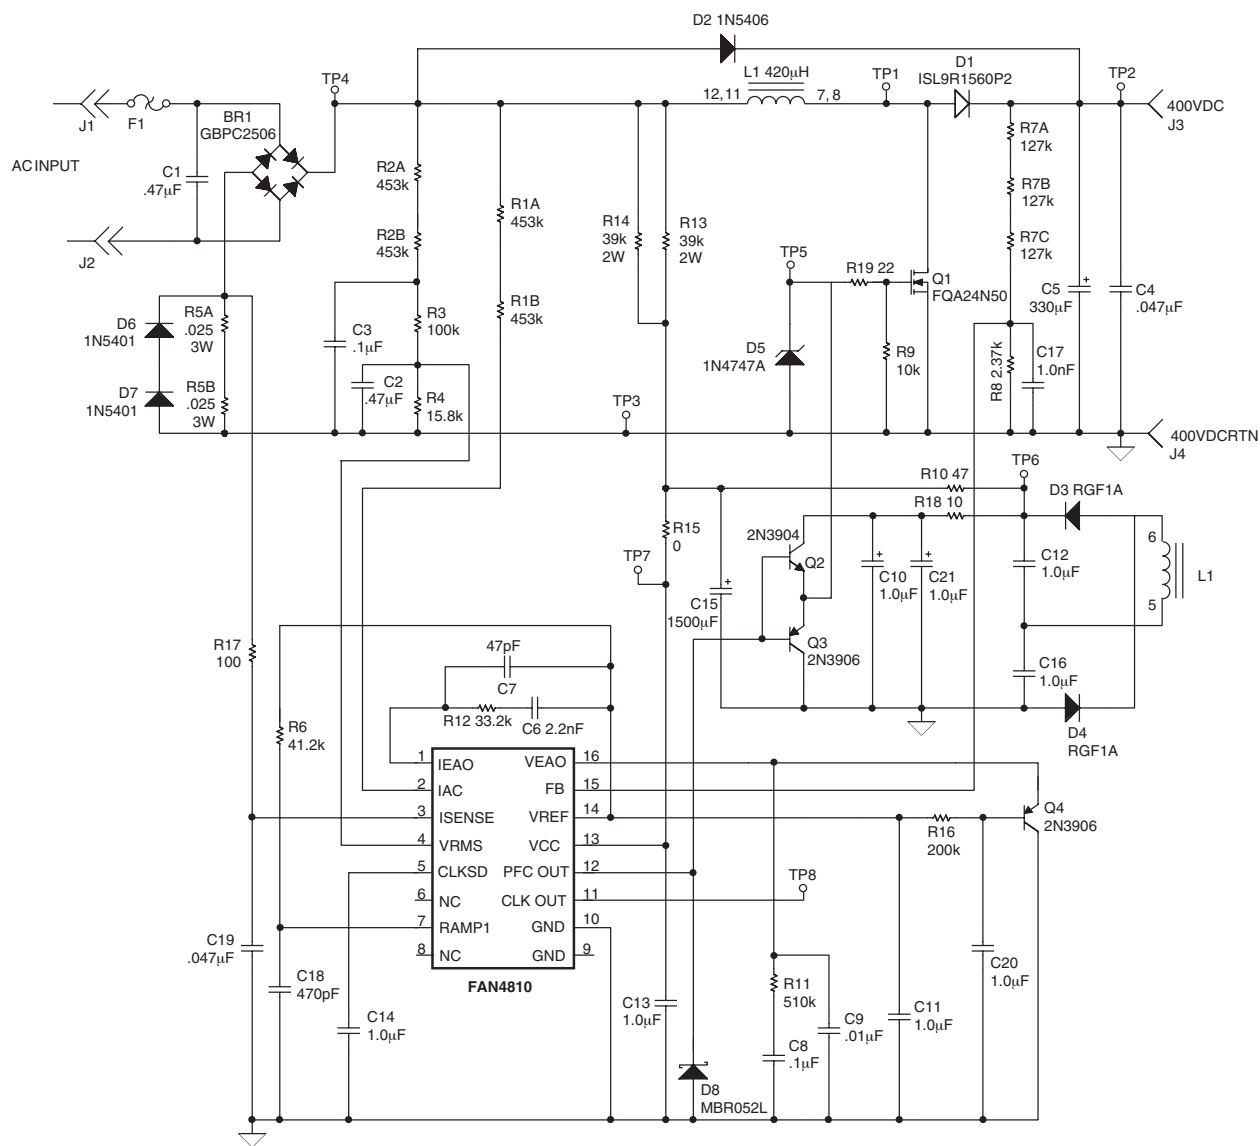 D2 1N5406
L1 420µH
12, 11
7, 8
TP1
D1
ISL9R1560P2
TP2
TP4
J1
F1
BR1
GBPC2506
400VDC
J3
AC INPUT
C1
.47µF
J2
R2A
453k
R2B
453k
R1A
453k
R1B
453k
R14
39k
2W
R13
39k
2W
R7A
127k
R7B
127k
R7C
127k
TP5
R19 22
Q1
FQA24N50
C5
+
330µF
C4
.047µF
D6
1N5401
R5A
.025
3W
D7
1N5401
R5B
.025
3W
C3
.1µF
R3
100k
C2
.47µF
R4
15.8k
D5
1N4747A
R9
10k
R8 2.37k
C17
1.0nF
TP3
400VDCRTN
J4
R10 47
TP6
R18 10
D3 RGF1A
R15
0
TP7
2N3904
Q2
C15
+
1500µF
Q3
2N3906
+
C10
1.0µF
+
C21
1.0µF
C12
1.0µF
6
5
L1
C16
1.0µF
D4
RGF1A
R17
100
R6
41.2k
47pF
C7
R12 33.2k
C6 2.2nF
1
IEAO
2
IAC
3
ISENSE
4
VRMS
5
CLKSD
6
NC
7
RAMP1
8
NC
VEAO
16
FB
15
VREF
14
VCC
13
PFC OUT
12
CLK OUT
11
GND
10
GND
9
FAN4810
R16
200k
Q4
2N3906
TP8
C19
.047µF
C18
470pF
C14
1.0µF
C13
1.0µF
D8
MBR052L
R11
510k
C8
.1µF
C9
.01µF
C11
1.0µF
C20
1.0µF